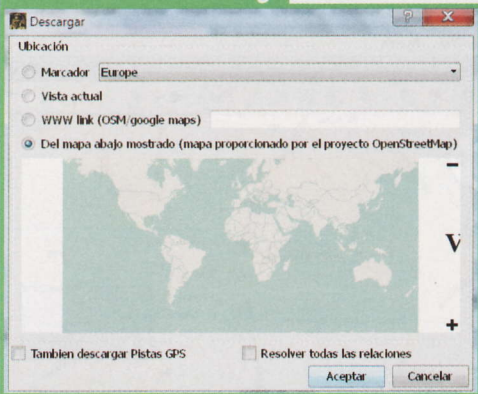 Descargar
Ubicación
Marcador Europe
Vista actual
WWW link (OSM/google maps)
Del mapa abajo mostrado (mapa proporcionado por el proyecto OpenStreetMap)
V
Tambien descargar Pistas GPS Resolver todas las relaciones
Aceptar Cancelar